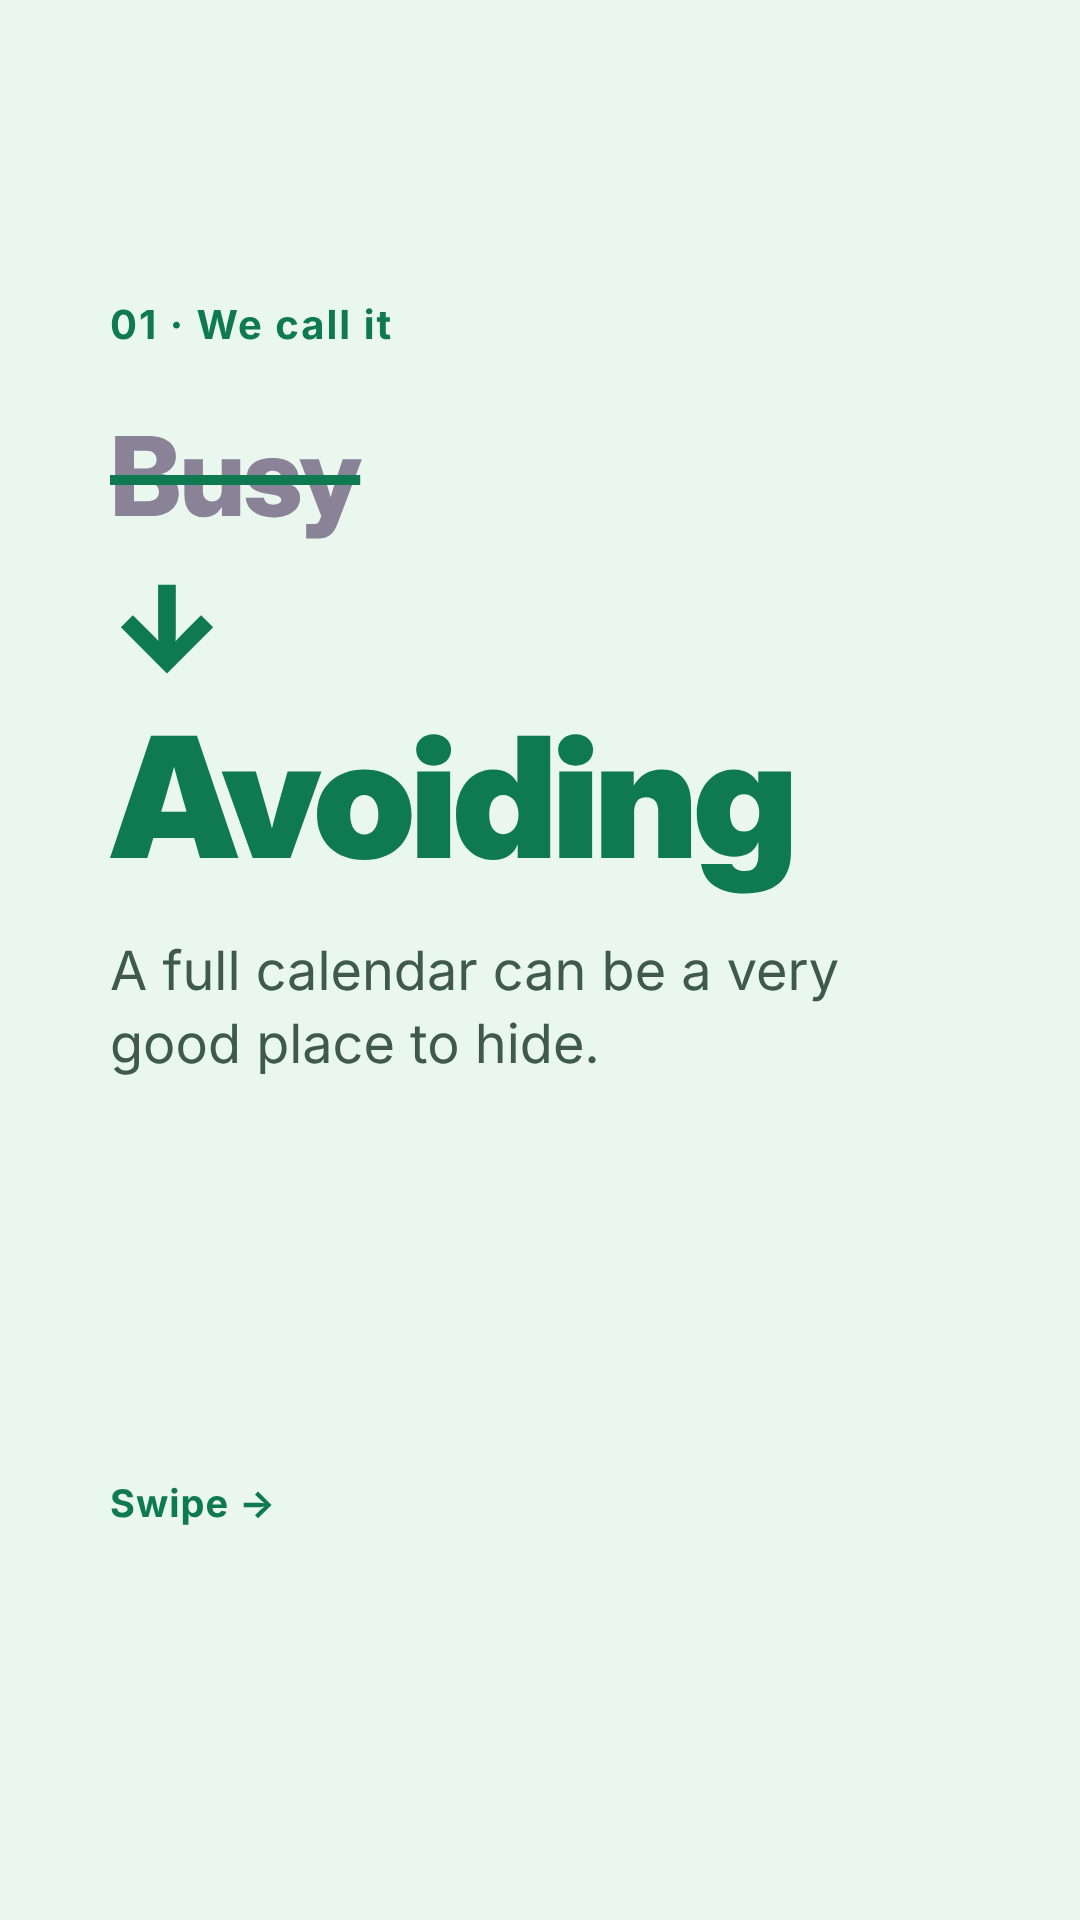 01 · We call it
Busy
↓
Avoiding
A full calendar can be a very
good place to hide.
Swipe →